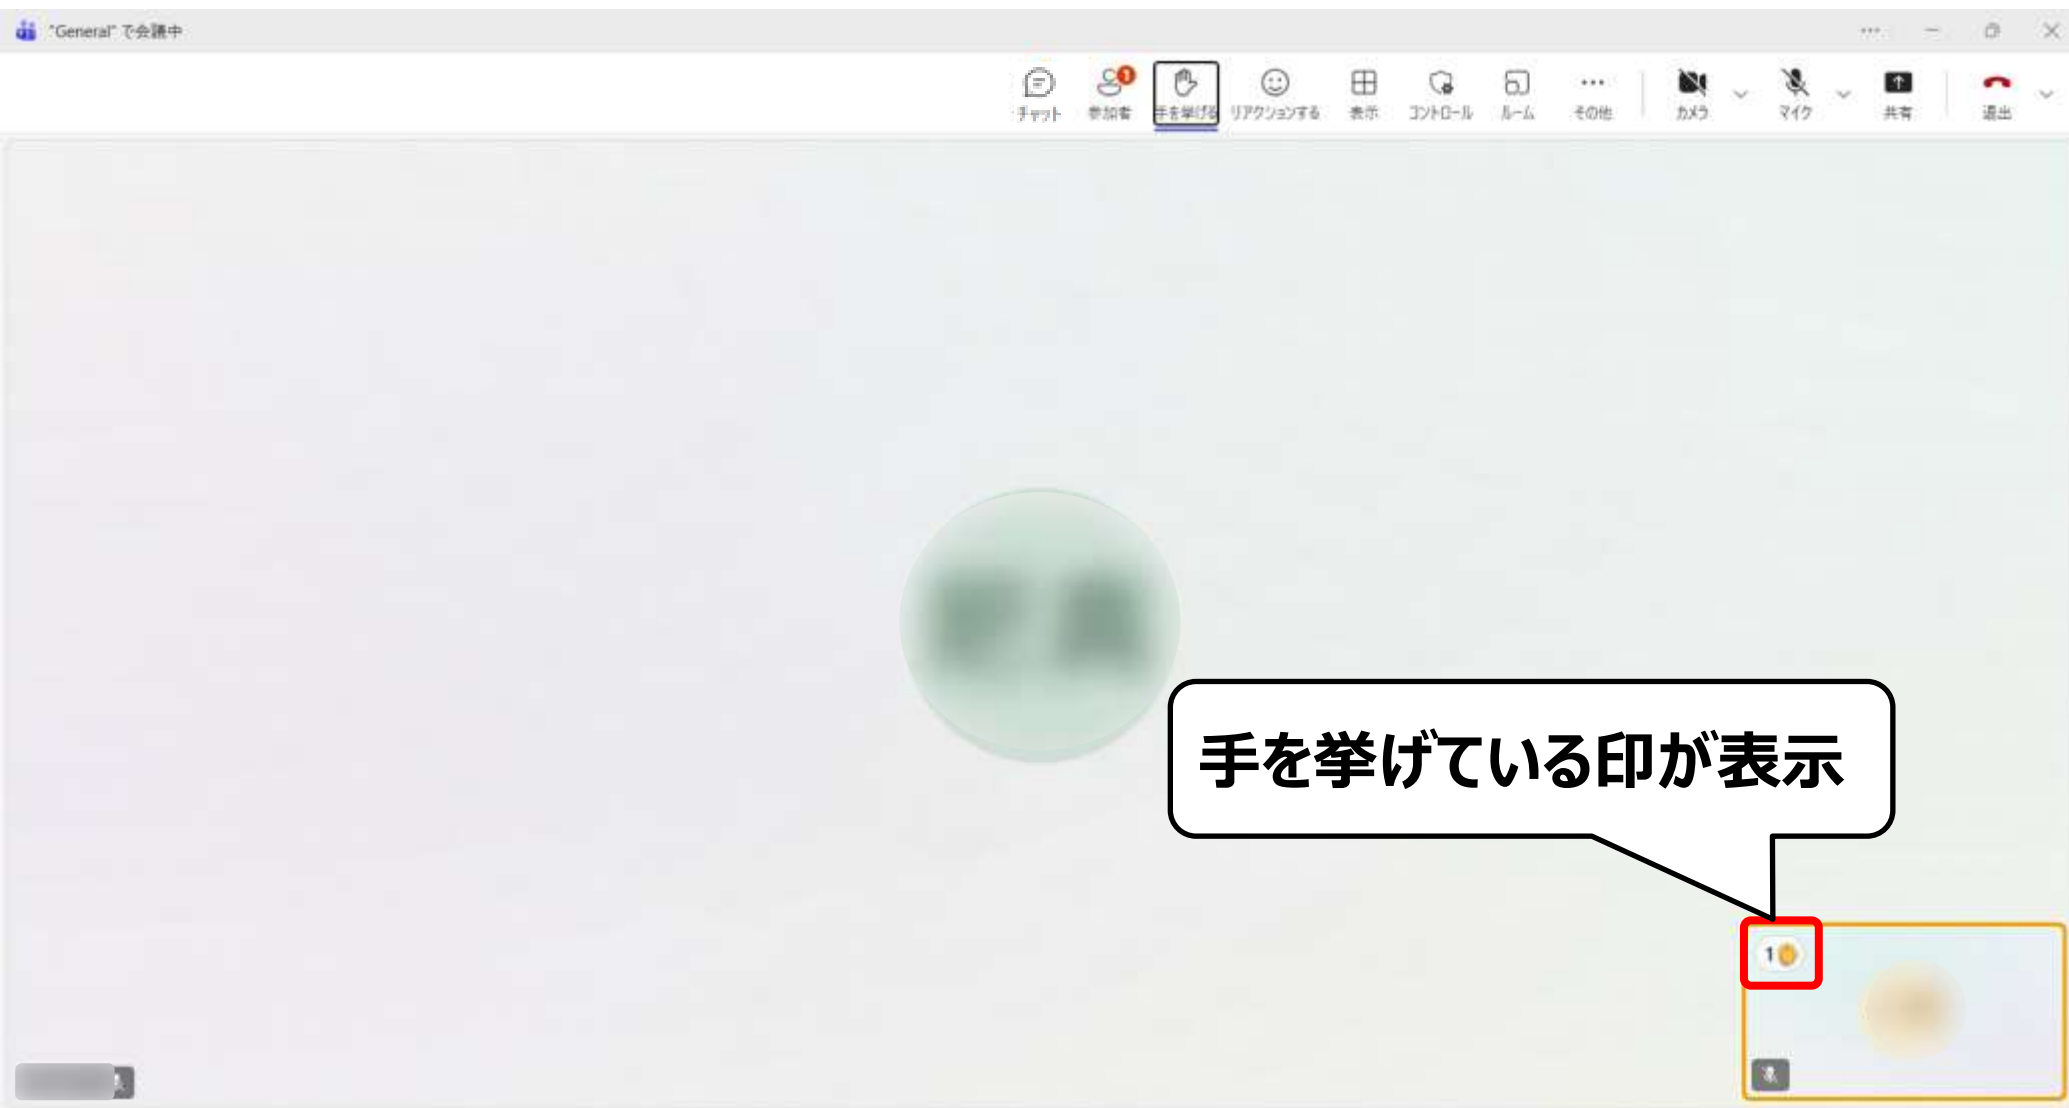 "General" で会議中
チャット
参加者
1
手を挙げる
リアクションする
表示
コントロール
ルーム
その他
カメラ
マイク
共有
退出
手を挙げている印が表示
1